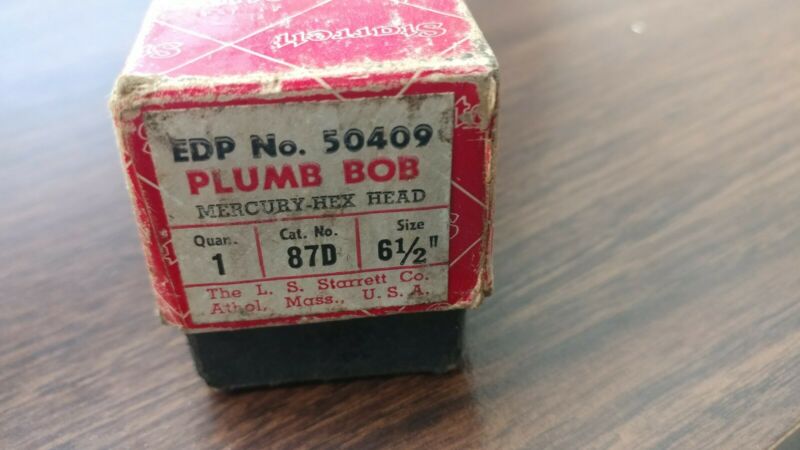 Starrett
EDP No. 50409
PLUMB BOB
MERCURY-HEX HEAD
Quan. Cat. No. Size
1 87D 6½"
The L. S. Starrett Co.
Athol, Mass., U. S. A.